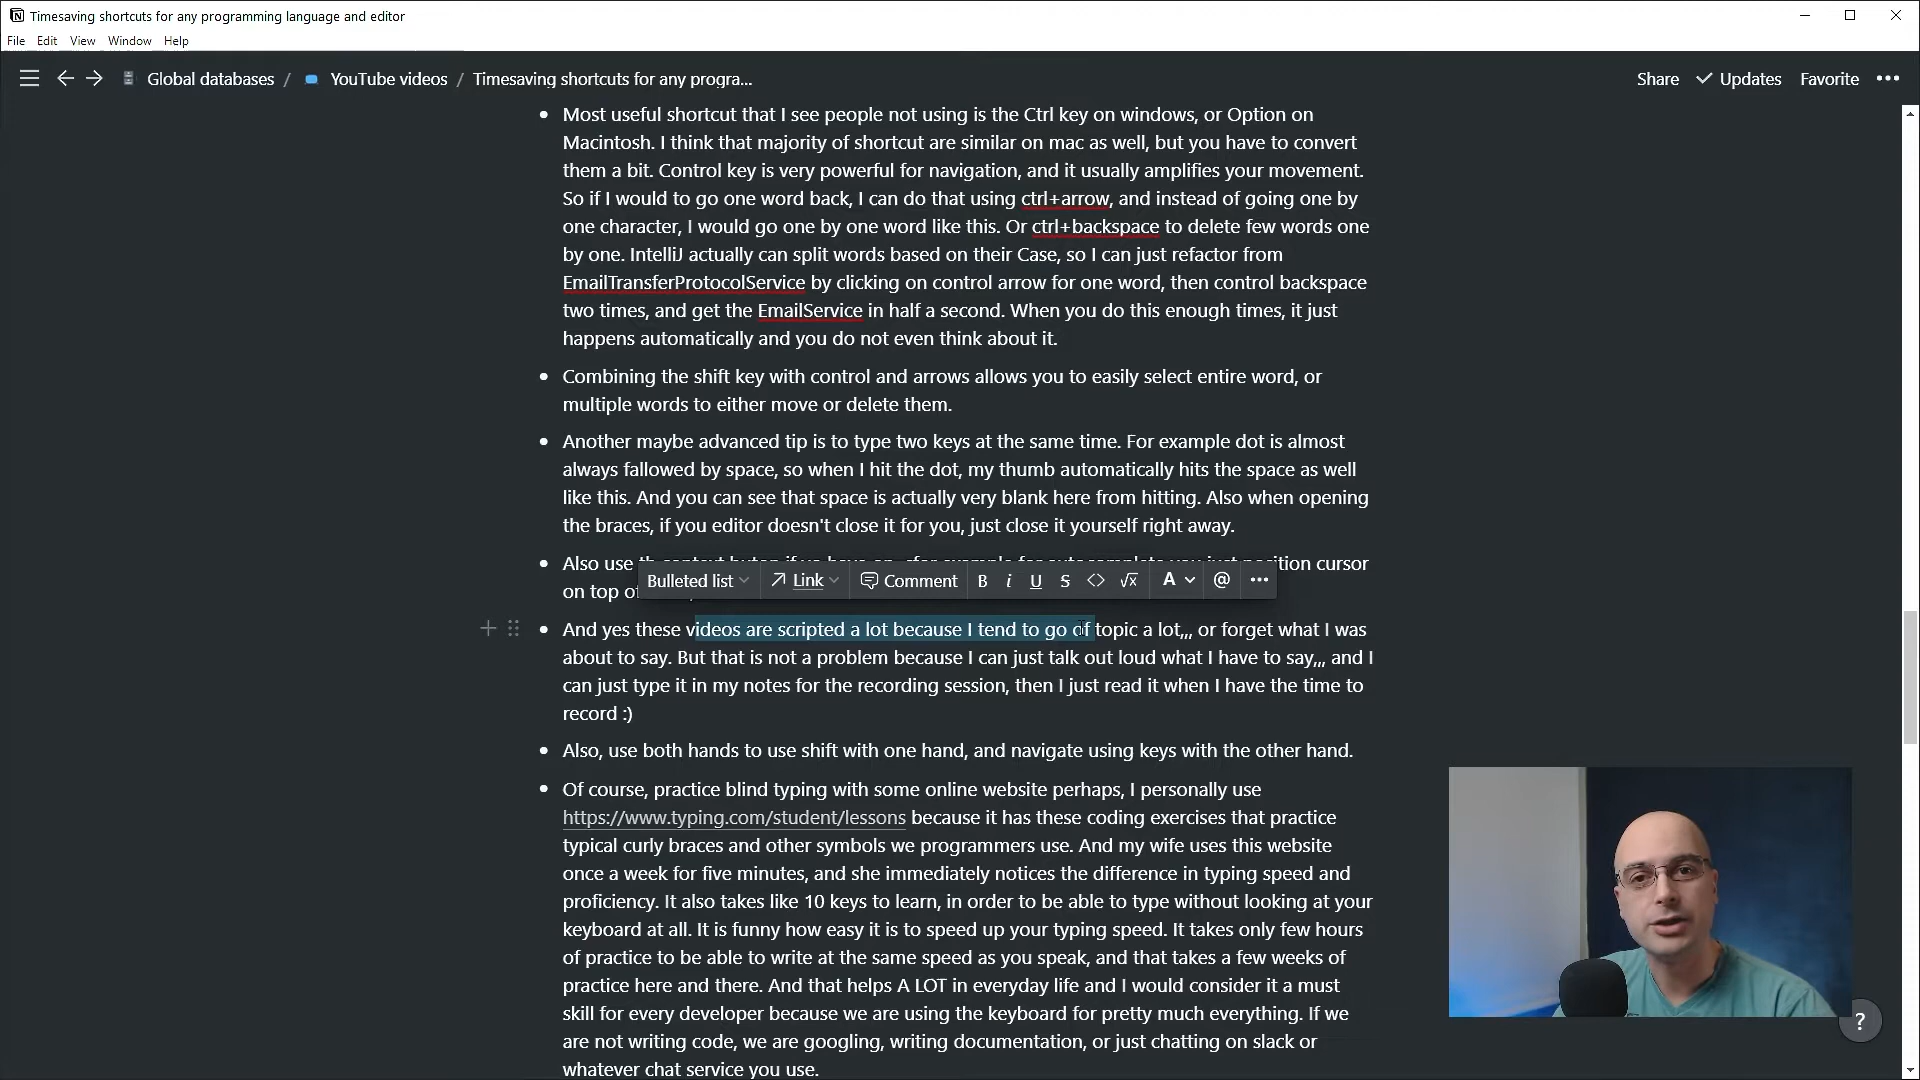 Timesaving shortcuts for any programming language and editor
File Edit View Window Help
Global databases / YouTube videos / Timesaving shortcuts for any progra... Share Updates Favorite •••
• Most useful shortcut that I see people not using is the Ctrl key on windows, or Option on
Macintosh. I think that majority of shortcut are similar on mac as well, but you have to convert
them a bit. Control key is very powerful for navigation, and it usually amplifies your movement.
So if I would to go one word back, I can do that using ctrl+arrow, and instead of going one by
one character, I would go one by one word like this. Or ctrl+backspace to delete few words one
by one. IntelliJ actually can split words based on their Case, so I can just refactor from
EmailTransferProtocolService by clicking on control arrow for one word, then control backspace
two times, and get the EmailService in half a second. When you do this enough times, it just
happens automatically and you do not even think about it.
• Combining the shift key with control and arrows allows you to easily select entire word, or
multiple words to either move or delete them.
• Another maybe advanced tip is to type two keys at the same time. For example dot is almost
always fallowed by space, so when I hit the dot, my thumb automatically hits the space as well
like this. And you can see that space is actually very blank here from hitting. Also when opening
the braces, if you editor doesn't close it for you, just close it yourself right away.
• Also use cursor
on top of
Bulleted list Link Comment B i U S <> √x A @ •••
• And yes these videos are scripted a lot because I tend to go of topic a lot,,, or forget what I was
about to say. But that is not a problem because I can just talk out loud what I have to say,,, and I
can just type it in my notes for the recording session, then I just read it when I have the time to
record :)
• Also, use both hands to use shift with one hand, and navigate using keys with the other hand.
• Of course, practice blind typing with some online website perhaps, I personally use
https://www.typing.com/student/lessons because it has these coding exercises that practice
typical curly braces and other symbols we programmers use. And my wife uses this website
once a week for five minutes, and she immediately notices the difference in typing speed and
proficiency. It also takes like 10 keys to learn, in order to be able to type without looking at your
keyboard at all. It is funny how easy it is to speed up your typing speed. It takes only few hours
of practice to be able to write at the same speed as you speak, and that takes a few weeks of
practice here and there. And that helps A LOT in everyday life and I would consider it a must
skill for every developer because we are using the keyboard for pretty much everything. If we
are not writing code, we are googling, writing documentation, or just chatting on slack or
whatever chat service you use.
?